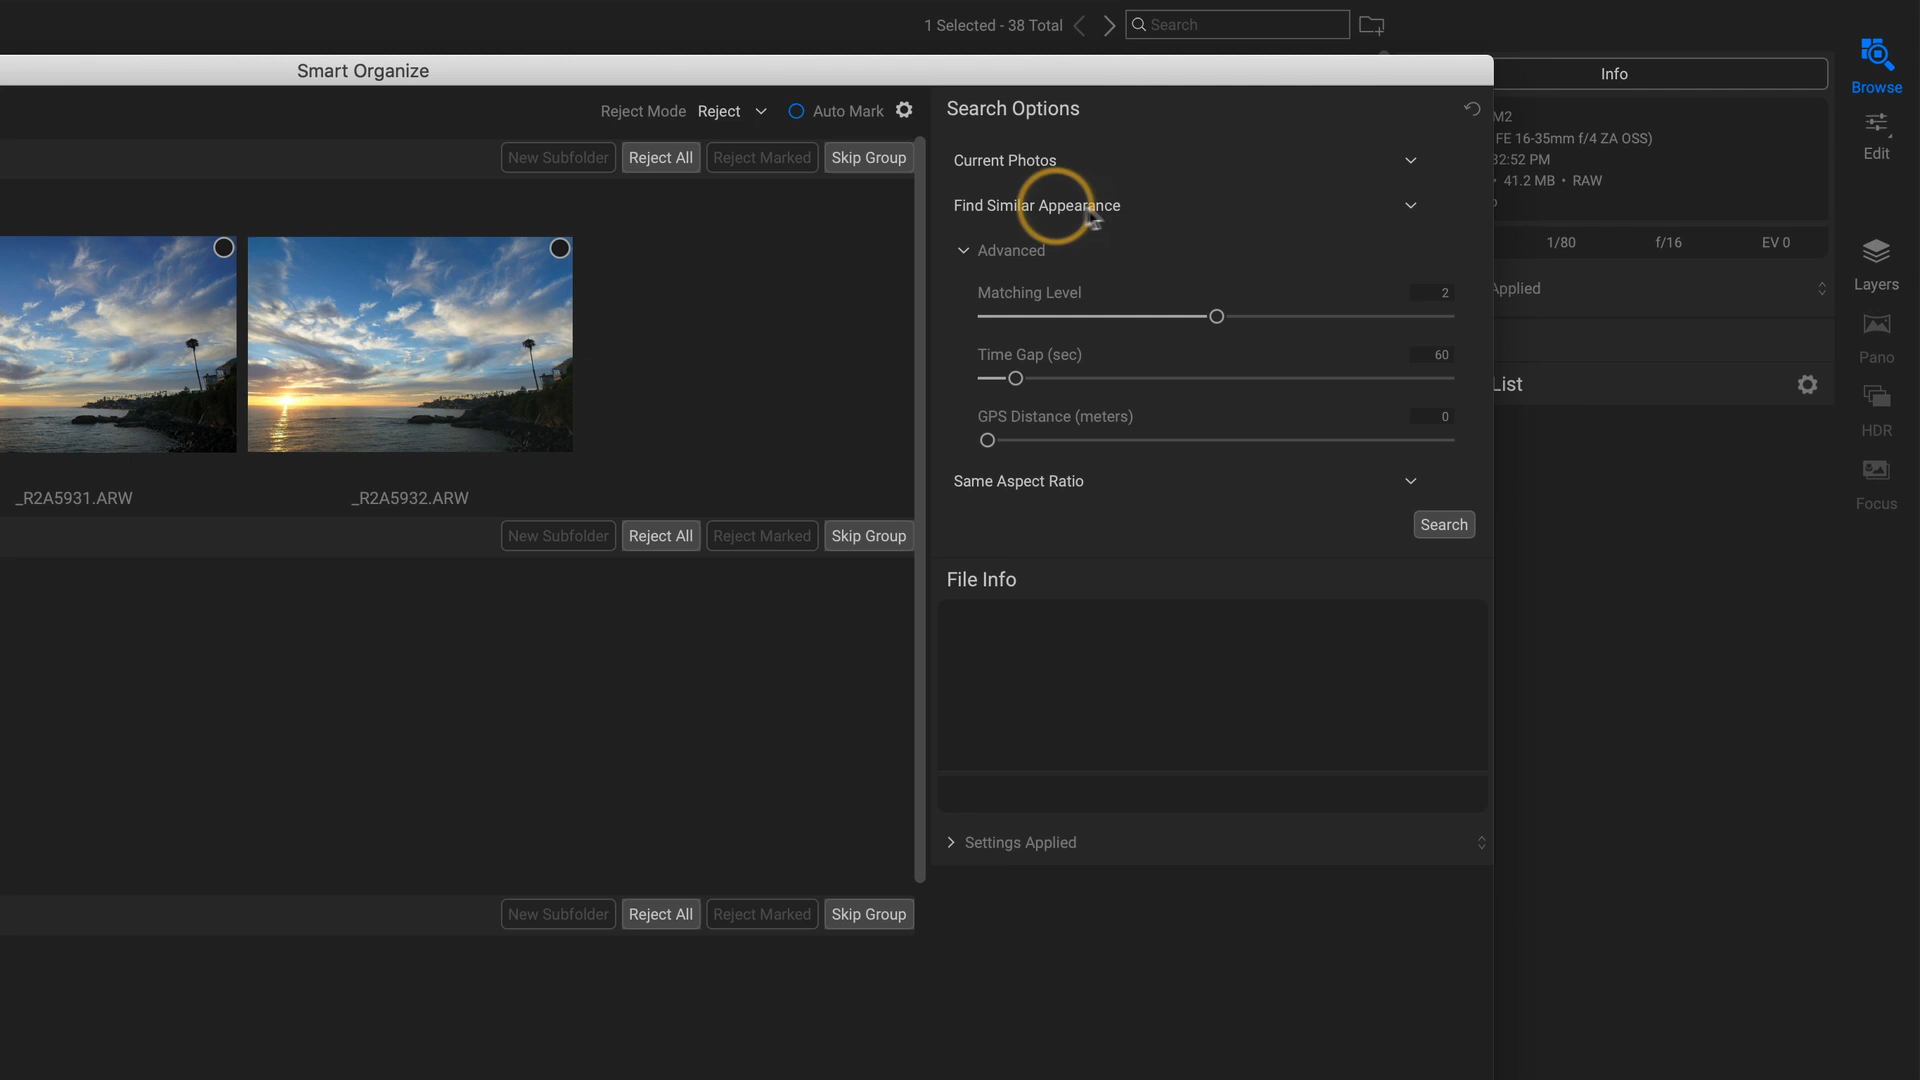 1 Selected - 38 Total
Search
Smart Organize
Info
Browse
Reject Mode Reject
Auto Mark
Search Options
M2
FE 16-35mm f/4 ZA OSS)
32:52 PM
• 41.2 MB • RAW
Edit
New Subfolder Reject All Reject Marked Skip Group
Current Photos
Find Similar Appearance
Advanced
1/80 f/16 EV 0
Matching Level 2
Applied
Layers
Time Gap (sec) 60
Pano
List
GPS Distance (meters) 0
HDR
Same Aspect Ratio
_R2A5931.ARW
_R2A5932.ARW
Focus
Search
New Subfolder Reject All Reject Marked Skip Group
File Info
Settings Applied
New Subfolder Reject All Reject Marked Skip Group